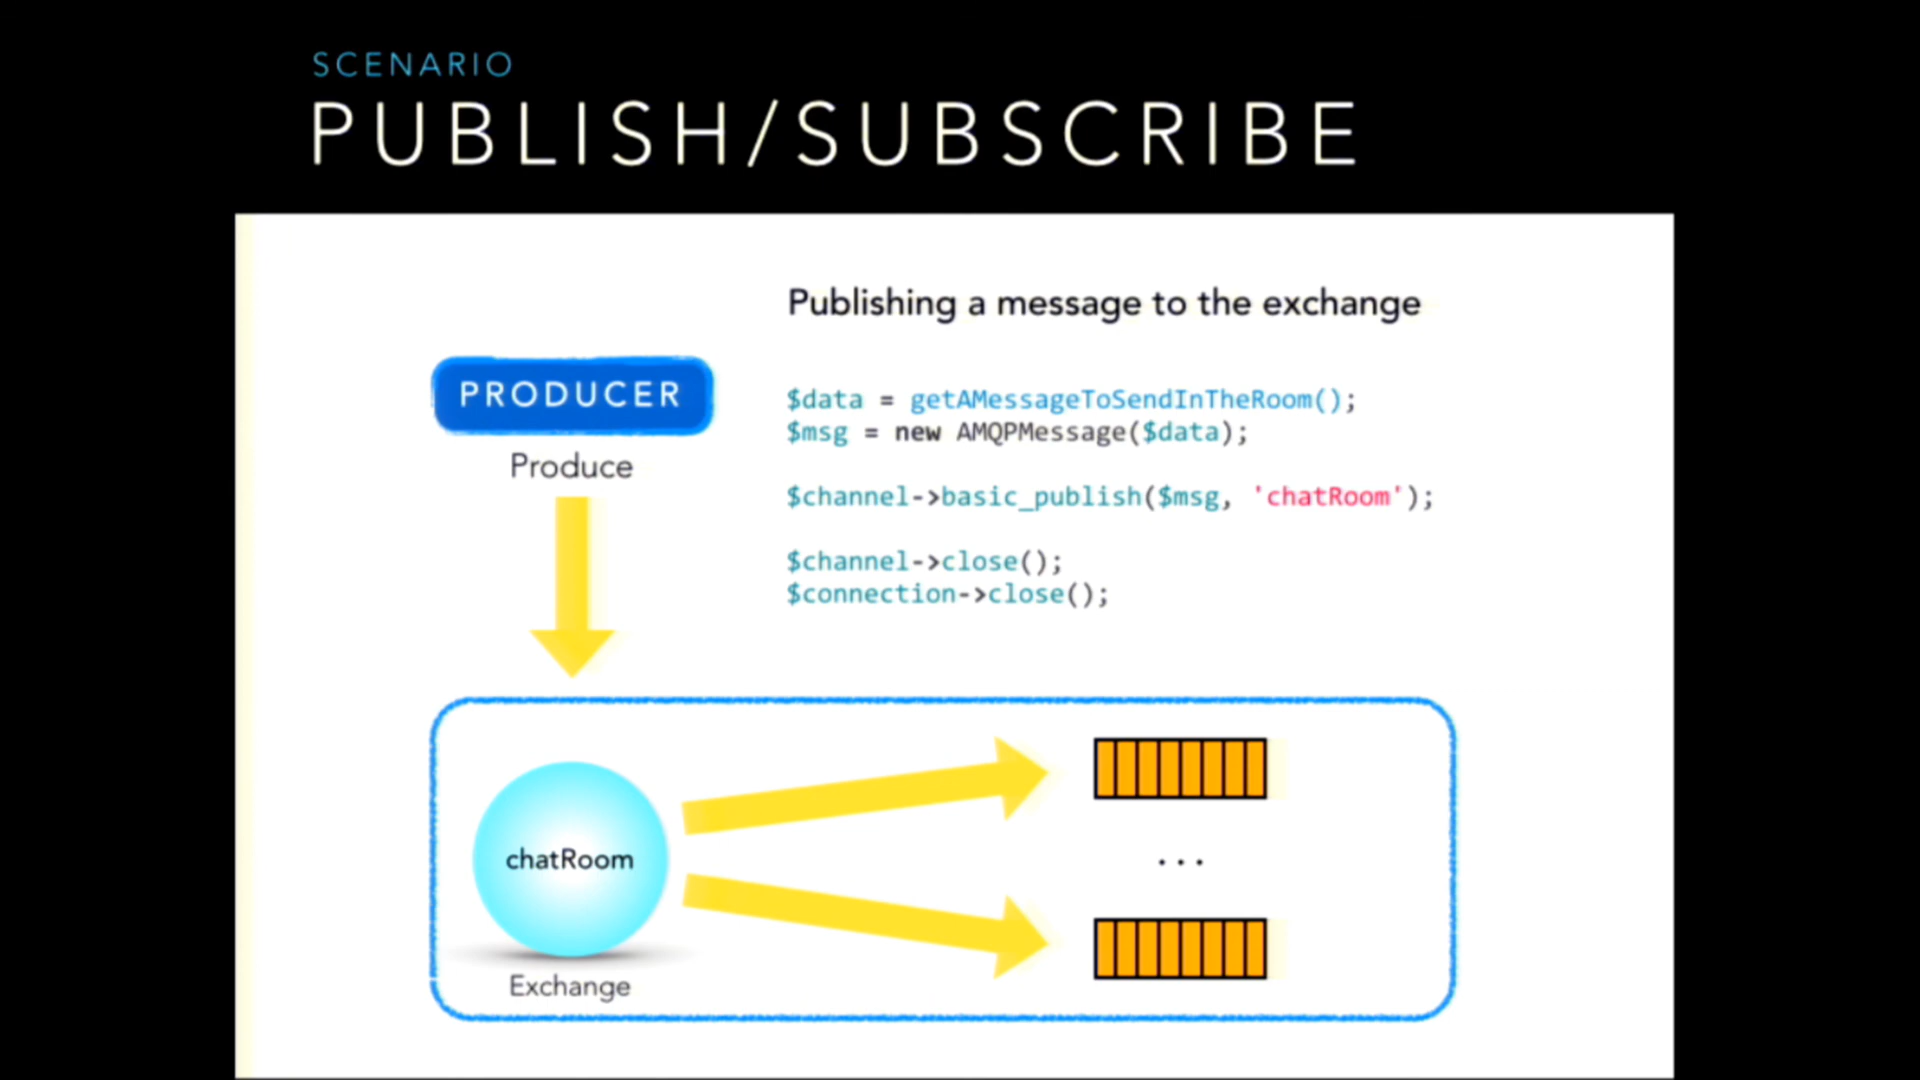 SCENARIO
PUBLISH/SUBSCRIBE
Publishing a message to the exchange
PRODUCER
Produce
$data = getAMessageToSendInTheRoom();
$msg = new AMQPMessage($data);
$channel->basic_publish($msg, 'chatRoom');
$channel->close();
$connection->close();
chatRoom
...
Exchange